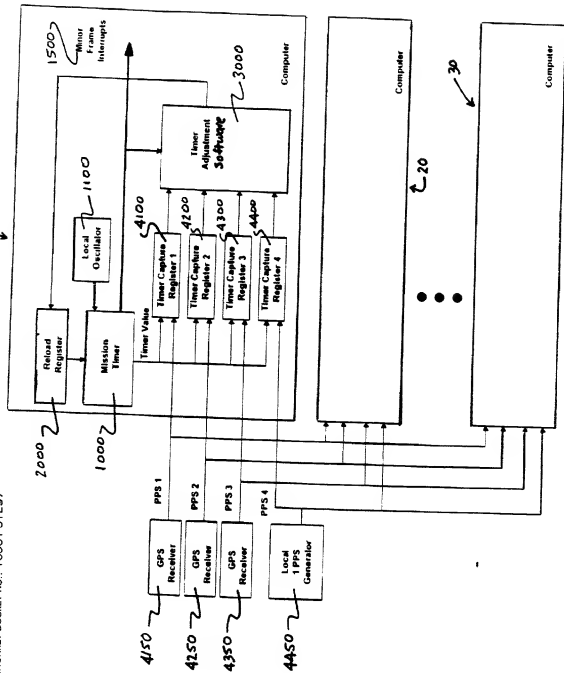 1500
Minor
Frame
Interrupts
Computer
1100
Local
Oscillator
Reload
Register
2000
Mission
Timer
1000
Timer Value
Timer
Adjustment
Software
3000
4100
Timer Capture
Register 1
4200
Timer Capture
Register 2
4300
Timer Capture
Register 3
4400
Timer Capture
Register 4
PPS 1
PPS 2
PPS 3
PPS 4
GPS
Receiver
4150
GPS
Receiver
4250
GPS
Receiver
4350
Local
1 PPS
Generator
4450
Computer
20
Computer
30